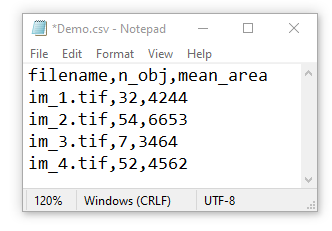 *Demo.csv - Notepad
File Edit Format View Help
filename,n_obj,mean_area
im_1.tif,32,4244
im_2.tif,54,6653
im_3.tif,7,3464
im_4.tif,52,4562
120% Windows (CRLF) UTF-8